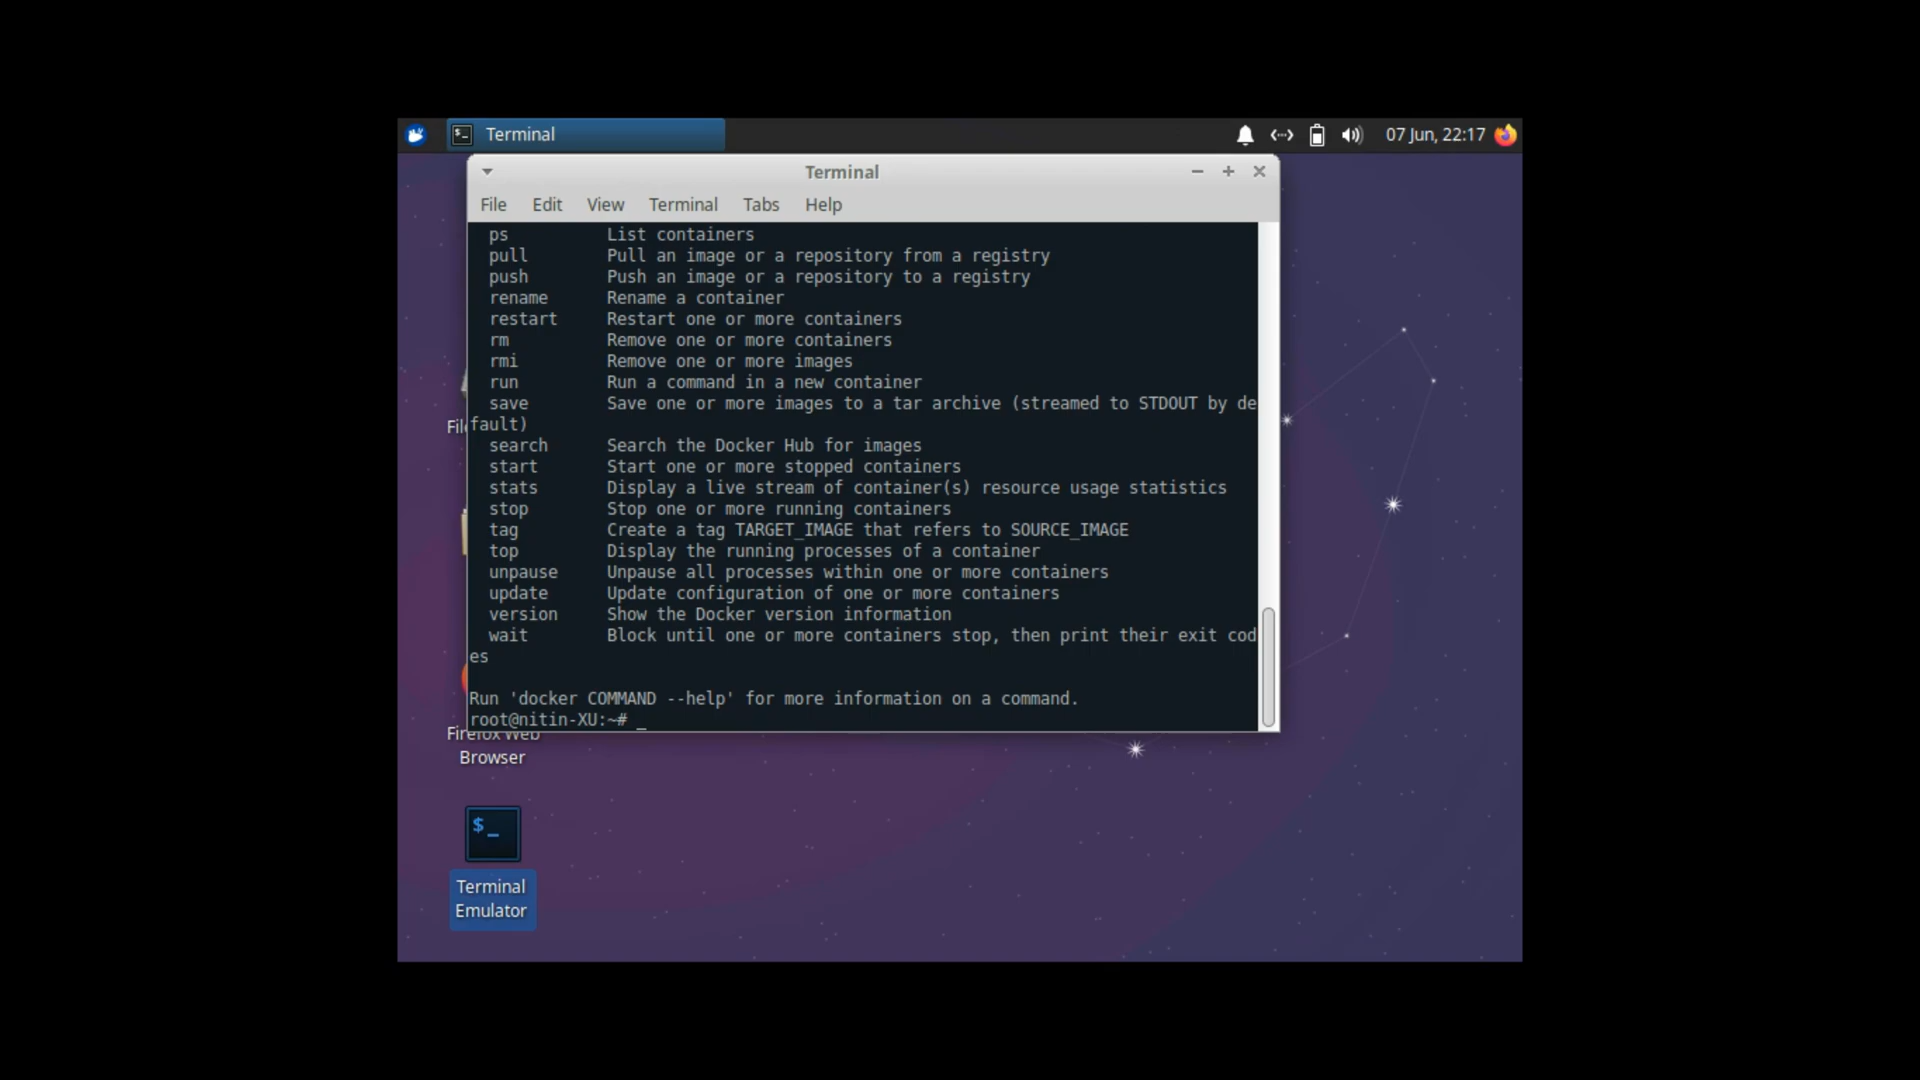 Terminal
07 Jun, 22:17
Terminal
File Edit View Terminal Tabs Help
ps List containers
pull Pull an image or a repository from a registry
push Push an image or a repository to a registry
rename Rename a container
restart Restart one or more containers
rm Remove one or more containers
rmi Remove one or more images
run Run a command in a new container
save Save one or more images to a tar archive (streamed to STDOUT by de
fault)
search Search the Docker Hub for images
start Start one or more stopped containers
stats Display a live stream of container(s) resource usage statistics
stop Stop one or more running containers
tag Create a tag TARGET_IMAGE that refers to SOURCE_IMAGE
top Display the running processes of a container
unpause Unpause all processes within one or more containers
update Update configuration of one or more containers
version Show the Docker version information
wait Block until one or more containers stop, then print their exit cod
es
Run 'docker COMMAND --help' for more information on a command.
root@nitin-XU:~# _
Firefox Web
Browser
$_
Terminal
Emulator